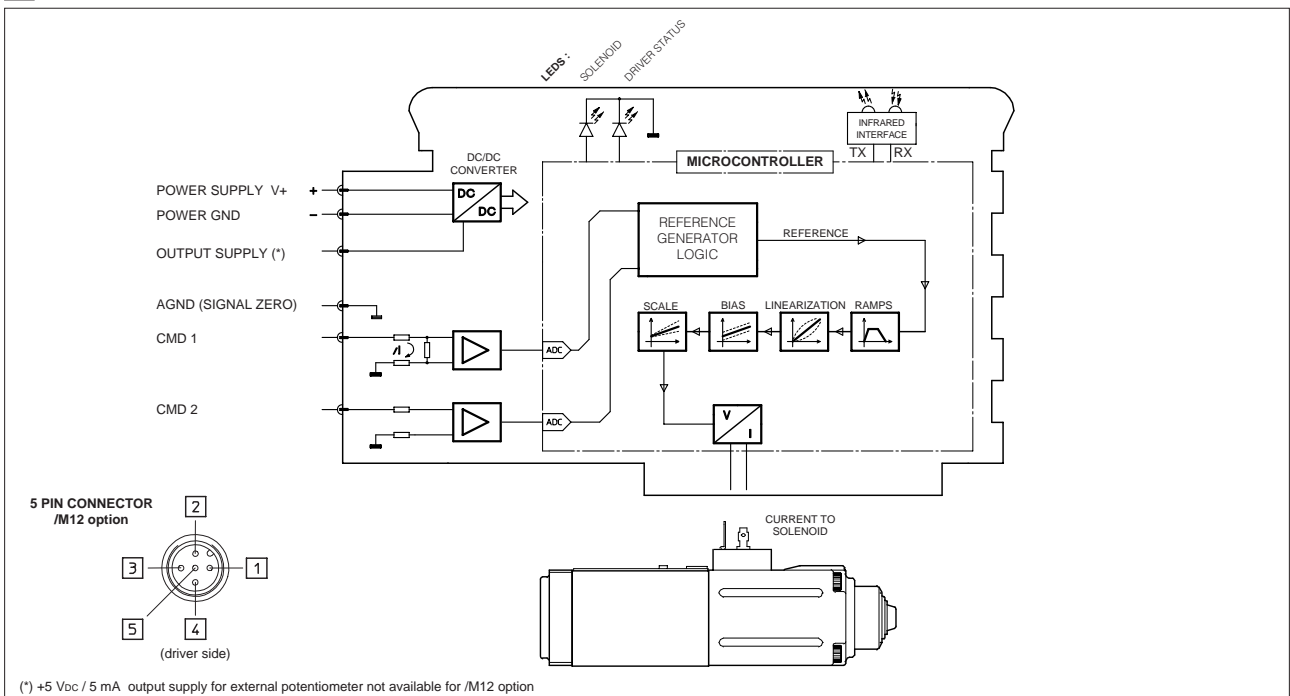 LEDS :
SOLENOID
DRIVER STATUS
INFRARED
INTERFACE
TX RX
MICROCONTROLLER
DC/DC
CONVERTER
POWER SUPPLY V+ +
DC
DC
POWER GND –
OUTPUT SUPPLY (*)
REFERENCE
GENERATOR
LOGIC
REFERENCE
AGND (SIGNAL ZERO)
SCALE BIAS LINEARIZATION RAMPS
CMD 1
ADC
CMD 2
ADC
V
I
5 PIN CONNECTOR
/M12 option
2
3
1
5
4
(driver side)
CURRENT TO
SOLENOID
(*) +5 VDC / 5 mA output supply for external potentiometer not available for /M12 option